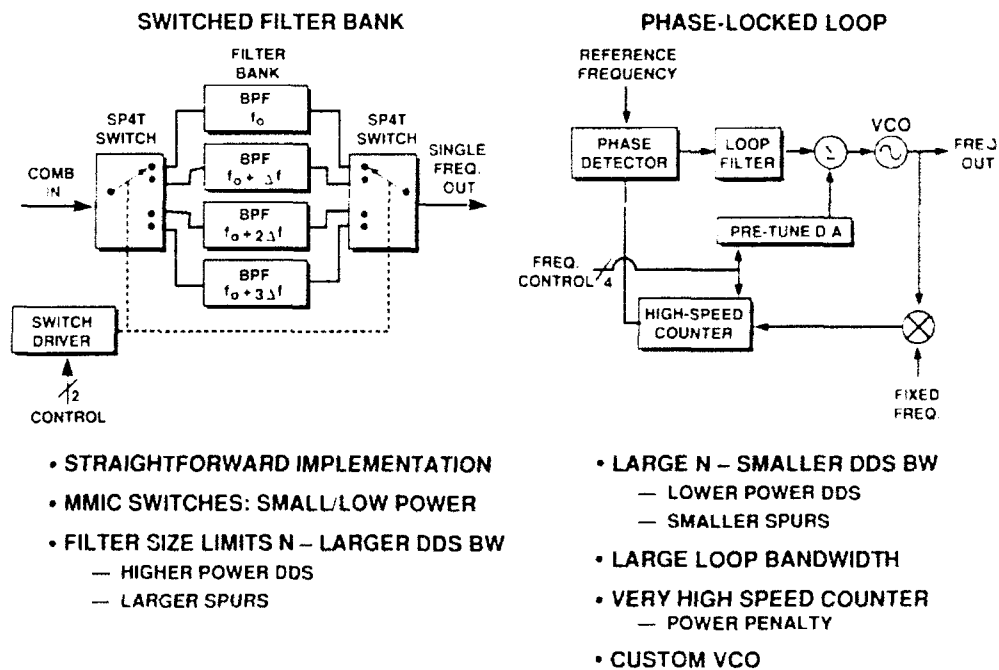 SWITCHED FILTER BANK
FILTER
BANK
BPF
f₀
SP4T
SWITCH
SP4T
SWITCH
BPF
f₀ + Δf
COMB
IN
SINGLE
FREQ.
OUT
BPF
f₀ + 2Δf
BPF
f₀ + 3Δf
SWITCH
DRIVER
2
CONTROL
• STRAIGHTFORWARD IMPLEMENTATION
• MMIC SWITCHES: SMALL/LOW POWER
• FILTER SIZE LIMITS N – LARGER DDS BW
— HIGHER POWER DDS
— LARGER SPURS
PHASE-LOCKED LOOP
REFERENCE
FREQUENCY
PHASE
DETECTOR
LOOP
FILTER
Σ
VCO
FREQ
OUT
PRE-TUNE D A
FREQ.
CONTROL 4
HIGH-SPEED
COUNTER
FIXED
FREQ.
• LARGE N – SMALLER DDS BW
— LOWER POWER DDS
— SMALLER SPURS
• LARGE LOOP BANDWIDTH
• VERY HIGH SPEED COUNTER
— POWER PENALTY
• CUSTOM VCO